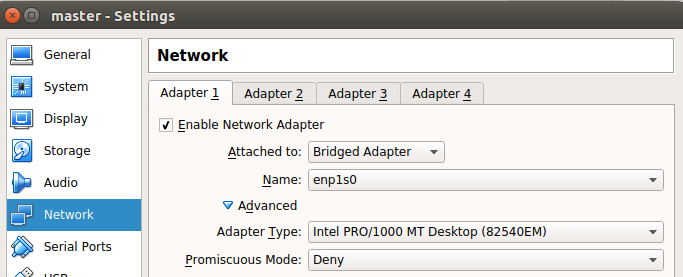 master - Settings
General
System
Display
Storage
Audio
Network
Serial Ports
Network
Adapter 1 Adapter 2 Adapter 3 Adapter 4
Enable Network Adapter
Attached to: Bridged Adapter
Name: enp1s0
Advanced
Adapter Type: Intel PRO/1000 MT Desktop (82540EM)
Promiscuous Mode: Deny